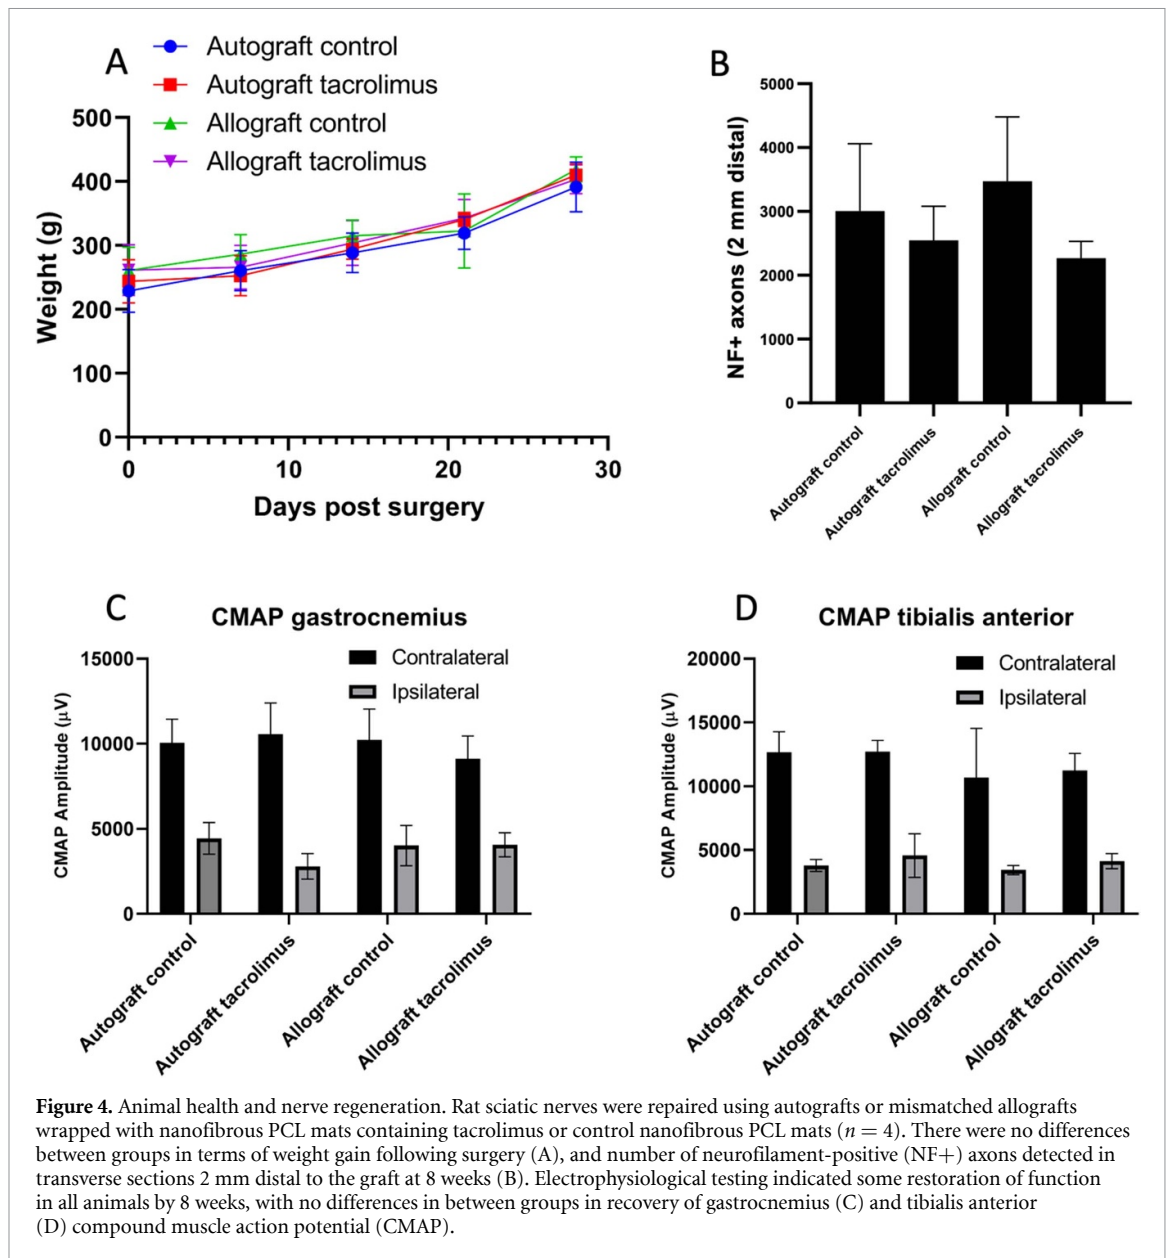 A
Autograft control
Autograft tacrolimus
Allograft control
Allograft tacrolimus
500
400
300
200
100
0
Weight (g)
0
10
20
30
Days post surgery
B
5000
4000
3000
2000
1000
0
NF+ axons (2 mm distal)
Autograft control
Autograft tacrolimus
Allograft control
Allograft tacrolimus
C
CMAP gastrocnemius
Contralateral
Ipsilateral
15000
10000
5000
0
CMAP Amplitude (µV)
Autograft control
Autograft tacrolimus
Allograft control
Allograft tacrolimus
D
CMAP tibialis anterior
Contralateral
Ipsilateral
20000
15000
10000
5000
0
CMAP Amplitude (µV)
Autograft control
Autograft tacrolimus
Allograft control
Allograft tacrolimus
Figure 4. Animal health and nerve regeneration. Rat sciatic nerves were repaired using autografts or mismatched allografts
wrapped with nanofibrous PCL mats containing tacrolimus or control nanofibrous PCL mats (n = 4). There were no differences
between groups in terms of weight gain following surgery (A), and number of neurofilament-positive (NF+) axons detected in
transverse sections 2 mm distal to the graft at 8 weeks (B). Electrophysiological testing indicated some restoration of function
in all animals by 8 weeks, with no differences in between groups in recovery of gastrocnemius (C) and tibialis anterior
(D) compound muscle action potential (CMAP).